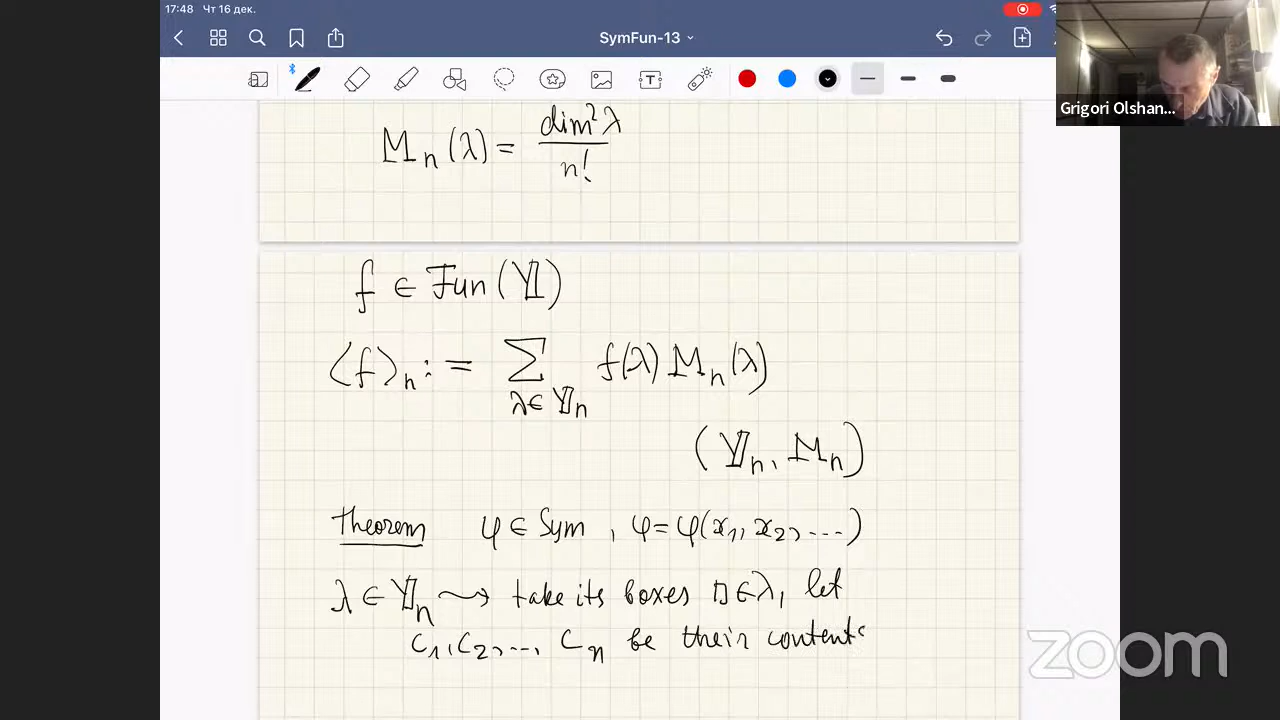 17:48 Чт 16 дек.
SymFun-13
Grigori Olshan...
M_n(λ) = dim²λ / n!
f ∈ Fun(𝕐)
⟨f⟩_n := Σ_{λ∈𝕐_n} f(λ) M_n(λ)
(𝕐_n, M_n)
Theorem φ ∈ Sym, φ = φ(x_1, x_2, ...)
λ ∈ 𝕐_n ⇝ take its boxes □∈λ, let
c_1, c_2, ..., c_n be their contents
zoom